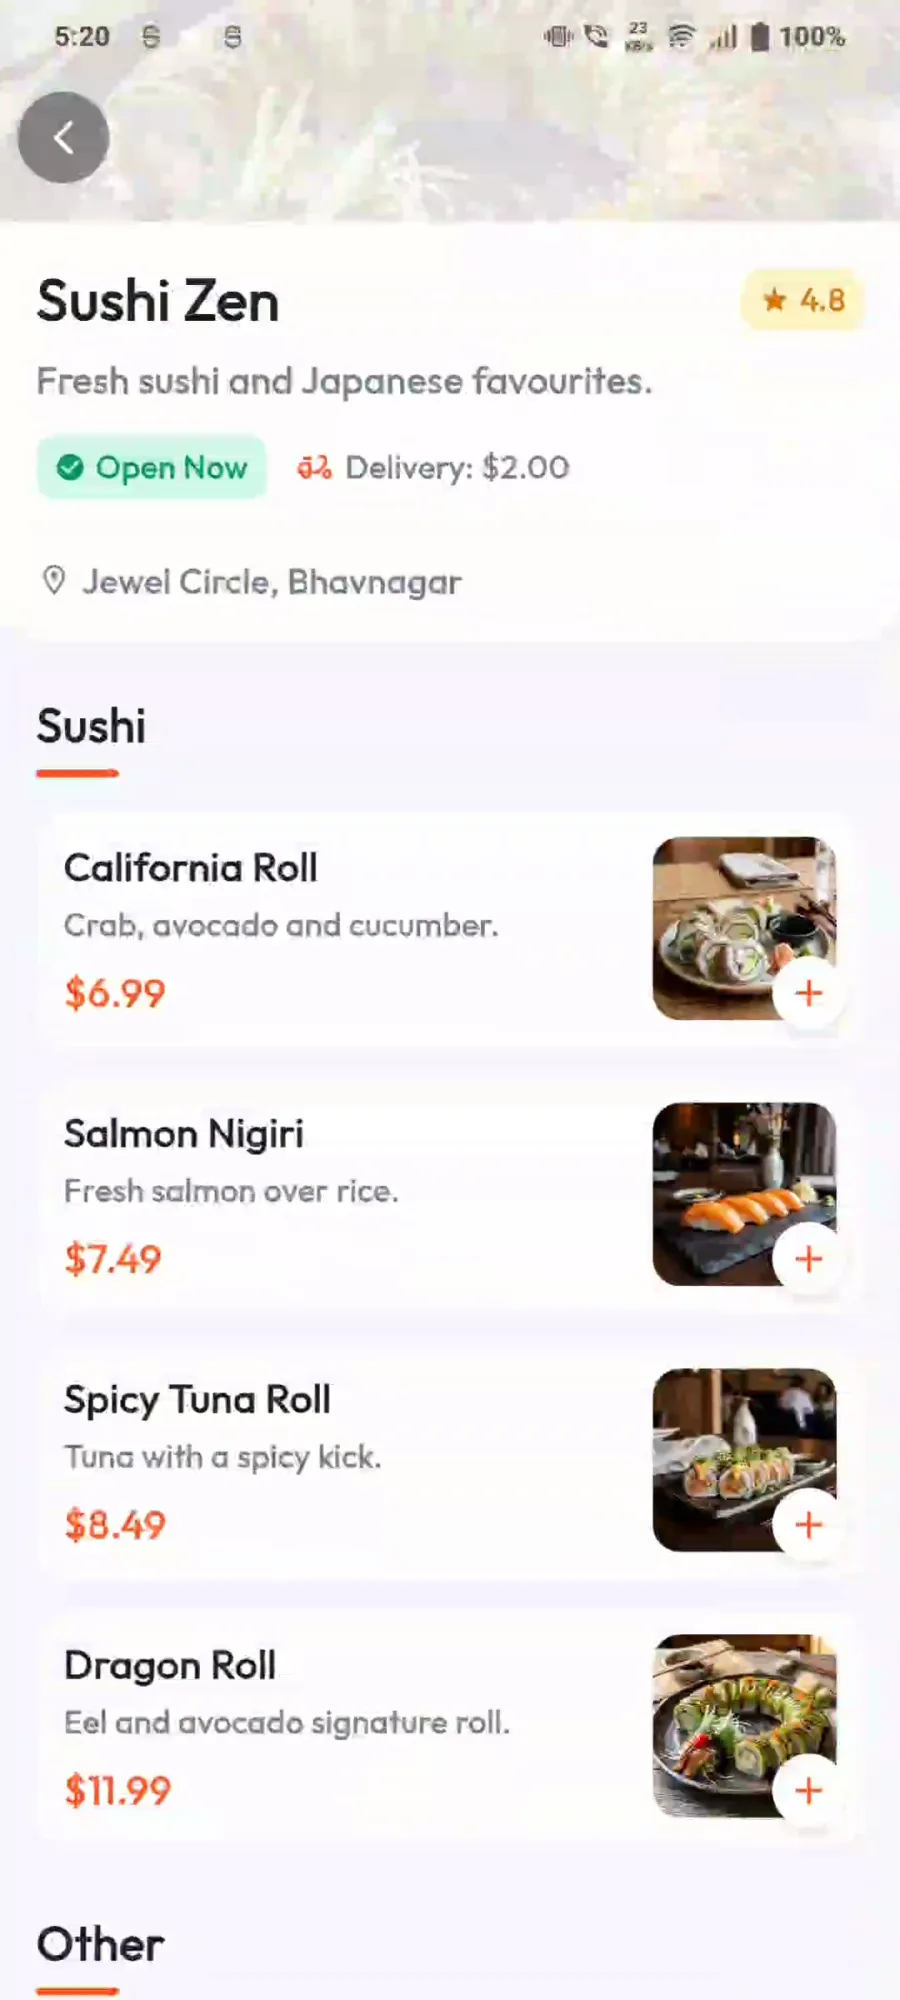 5:20 S S 23 KB/s 100%
Sushi Zen
4.8
Fresh sushi and Japanese favourites.
Open Now Delivery: $2.00
Jewel Circle, Bhavnagar
Sushi
California Roll
Crab, avocado and cucumber.
$6.99
+
Salmon Nigiri
Fresh salmon over rice.
$7.49
+
Spicy Tuna Roll
Tuna with a spicy kick.
$8.49
+
Dragon Roll
Eel and avocado signature roll.
$11.99
+
Other